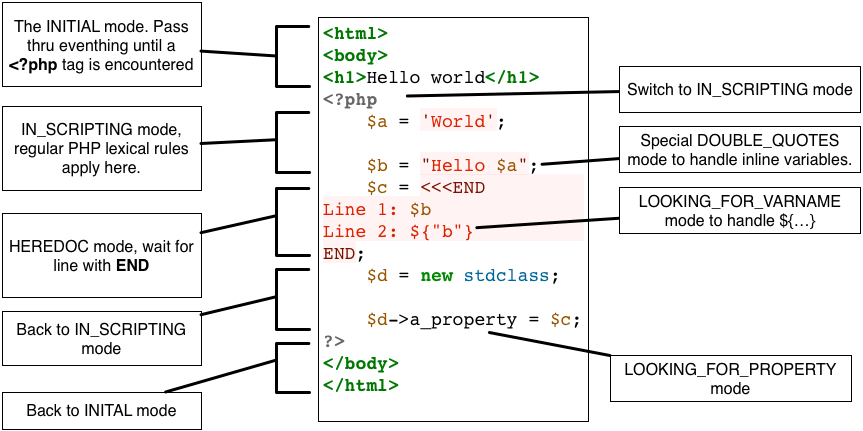 The INITIAL mode. Pass
thru eventhing until a
<?php tag is encountered
IN_SCRIPTING mode,
regular PHP lexical rules
apply here.
HEREDOC mode, wait for
line with END
Back to IN_SCRIPTING
mode
Back to INITAL mode
<html>
<body>
<h1>Hello world</h1>
<?php
    $a = 'World';
    $b = "Hello $a";
    $c = <<<END
Line 1: $b
Line 2: ${"b"}
END;
    $d = new stdclass;
    $d->a_property = $c;
?>
</body>
</html>
Switch to IN_SCRIPTING mode
Special DOUBLE_QUOTES
mode to handle inline variables.
LOOKING_FOR_VARNAME
mode to handle ${…}
LOOKING_FOR_PROPERTY
mode